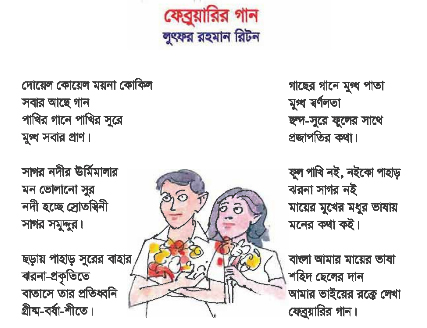 ফেব্রুয়ারির গান
লুৎফর রহমান রিটন
দোয়েল কোয়েল ময়না কোকিল
সবার আছে গান
পাখির গানে পাখির সুরে
মুগ্ধ সবার প্রাণ।
সাগর নদীর ঊর্মিমালার
মন ভোলানো সুর
নদী হচ্ছে স্রোতস্বিনী
সাগর সমুদ্দুর।
ছড়ায় পাহাড় সুরের বাহার
ঝরনা-প্রকৃতিতে
বাতাসে তার প্রতিধ্বনি
গ্রীষ্ম-বর্ষা-শীতে।
গাছের গানে মুগ্ধ পাতা
মুগ্ধ স্বর্ণলতা
ছন্দ-সুরে ফুলের সাথে
প্রজাপতির কথা।
ফুল পাখি নই, নইকো পাহাড়
ঝরনা সাগর নই
মায়ের মুখের মধুর ভাষায়
মনের কথা কই।
বাংলা আমার মায়ের ভাষা
শহিদ ছেলের দান
আমার ভাইয়ের রক্তে লেখা
ফেব্রুয়ারির গান।